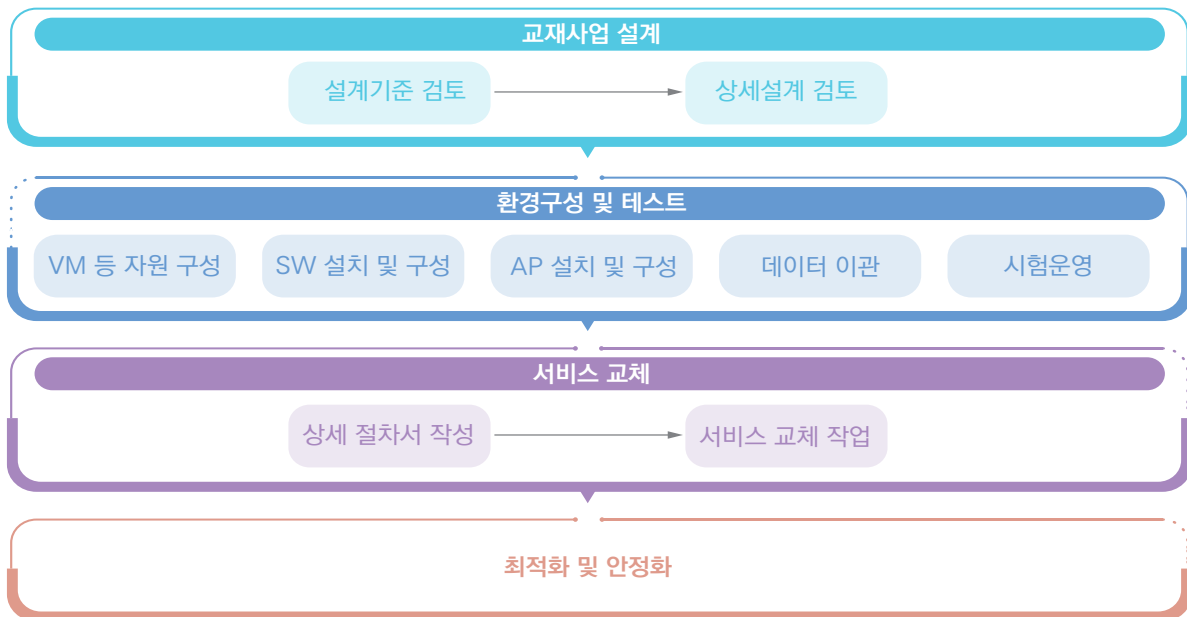 교재사업 설계
설계기준 검토
상세설계 검토
환경구성 및 테스트
VM 등 자원 구성
SW 설치 및 구성
AP 설치 및 구성
데이터 이관
시험운영
서비스 교체
상세 절차서 작성
서비스 교체 작업
최적화 및 안정화